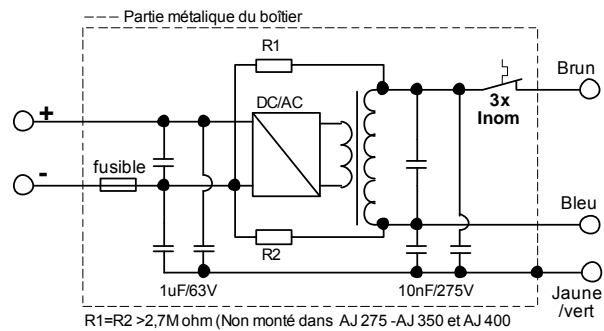 Partie métalique du boîtier
R1
Brun
DC/AC
+
3x
Inom
-
fusible
Bleu
R2
1uF/63V
10nF/275V
Jaune
/vert
R1=R2 >2,7M ohm (Non monté dans AJ 275 -AJ 350 et AJ 400